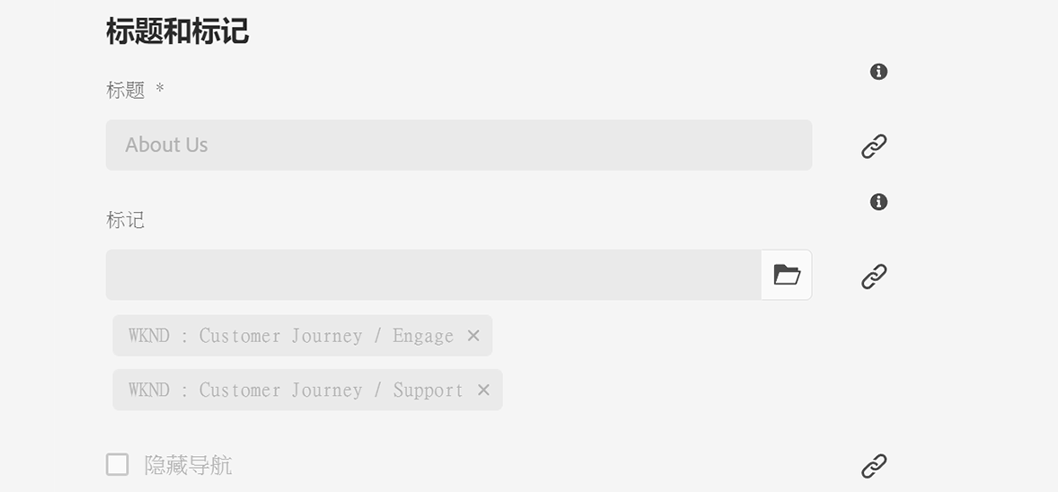 标题和标记
标题 *
About Us
标记
WKND : Customer Journey / Engage ✕
WKND : Customer Journey / Support ✕
隐藏导航